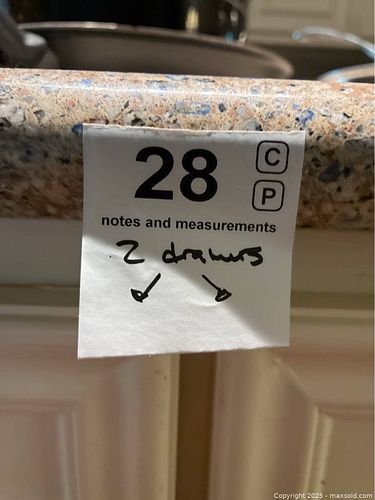 28
C
P
notes and measurements
2 drawers
Copyright 2025 - maxsold.com